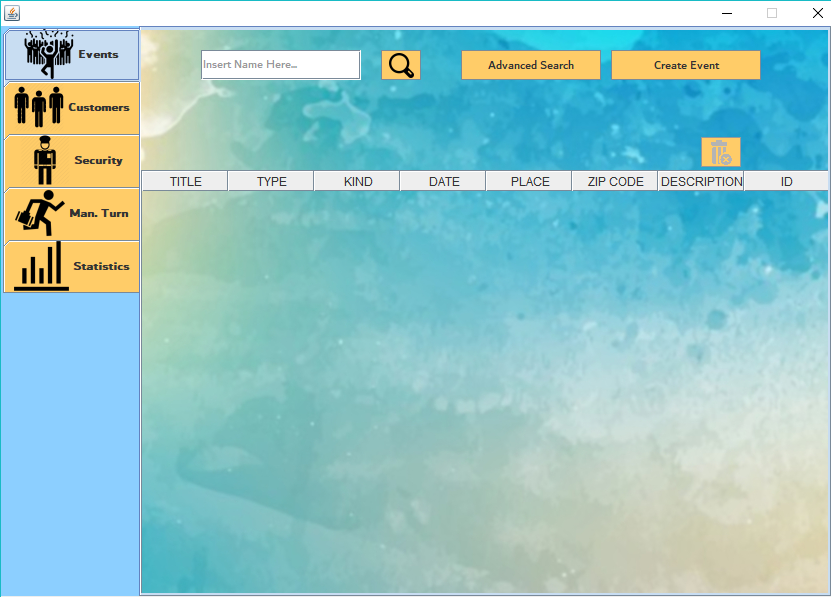 Events
Customers
Security
Man. Turn
Statistics
Insert Name Here...
Advanced Search
Create Event
TITLE TYPE KIND DATE PLACE ZIP CODE DESCRIPTION ID